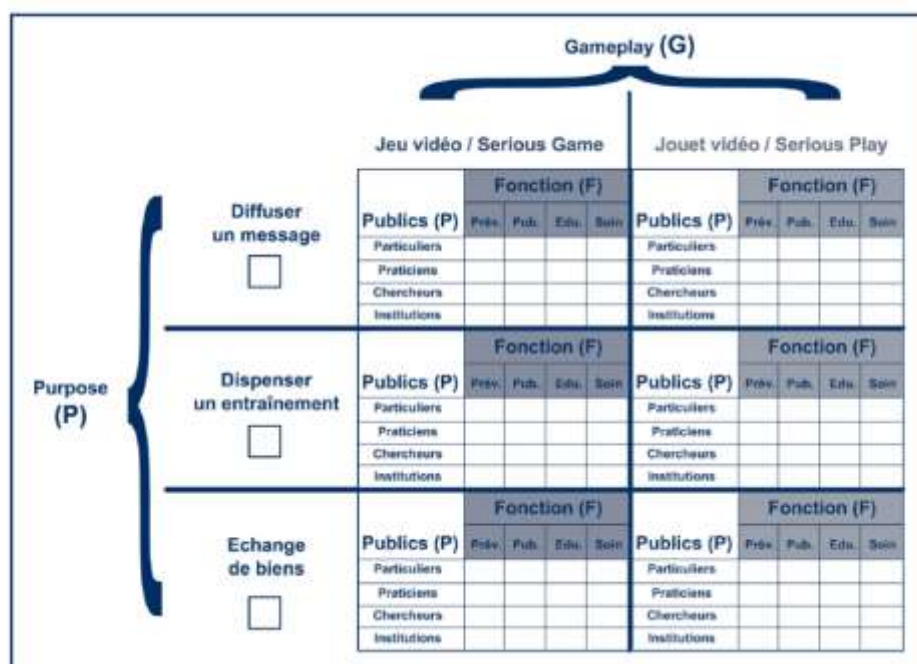 Gameplay (G)
Jeu vidéo / Serious Game Jouet vidéo / Serious Play
Purpose
(P)
Diffuser
un message
Fonction (F) Fonction (F)
Publics (P) Prév. Pub. Edu. Soin Publics (P) Prév. Pub. Edu. Soin
Particuliers Particuliers
Praticiens Praticiens
Chercheurs Chercheurs
Institutions Institutions
Dispenser
un entraînement
Fonction (F) Fonction (F)
Publics (P) Prév. Pub. Edu. Soin Publics (P) Prév. Pub. Edu. Soin
Particuliers Particuliers
Praticiens Praticiens
Chercheurs Chercheurs
Institutions Institutions
Echange
de biens
Fonction (F) Fonction (F)
Publics (P) Prév. Pub. Edu. Soin Publics (P) Prév. Pub. Edu. Soin
Particuliers Particuliers
Praticiens Praticiens
Chercheurs Chercheurs
Institutions Institutions